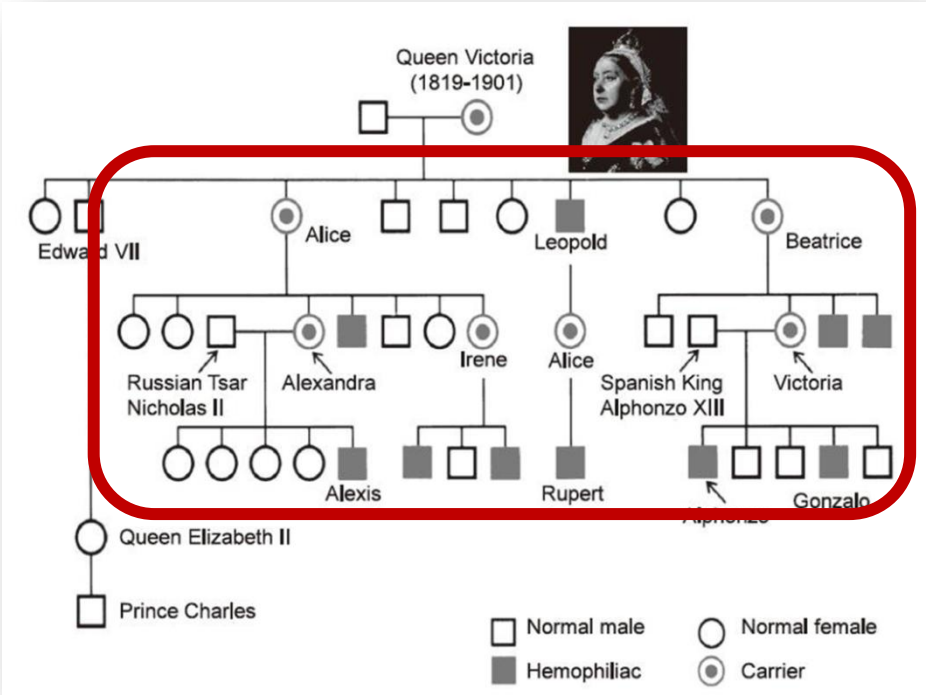 Queen Victoria
(1819-1901)
Edward VII
Alice
Leopold
Beatrice
Russian Tsar
Nicholas II
Alexandra
Irene
Alice
Spanish King
Alphonzo XIII
Victoria
Alexis
Rupert
Alphonzo
Gonzalo
Queen Elizabeth II
Prince Charles
Normal male
Normal female
Hemophiliac
Carrier